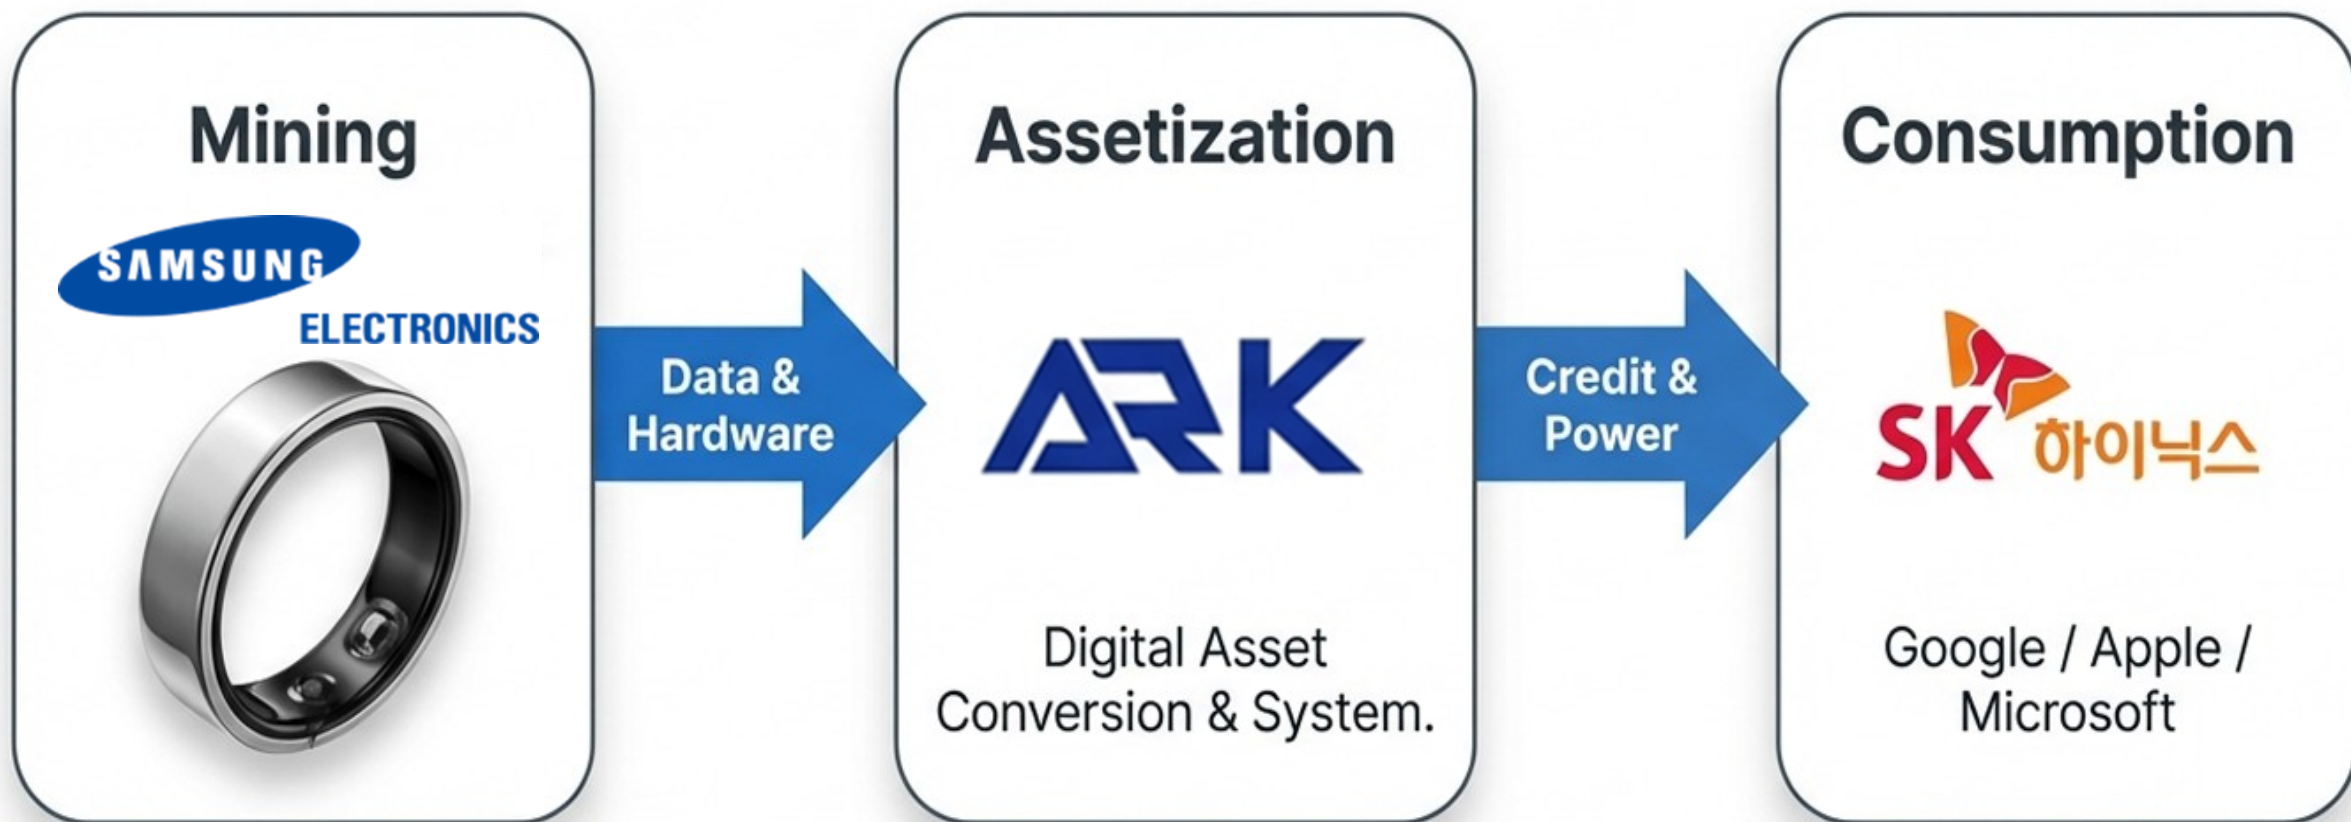 Mining
SAMSUNG
ELECTRONICS
Data &
Hardware
Assetization
ARK
Digital Asset
Conversion & System.
Credit &
Power
Consumption
SK 하이닉스
Google / Apple /
Microsoft